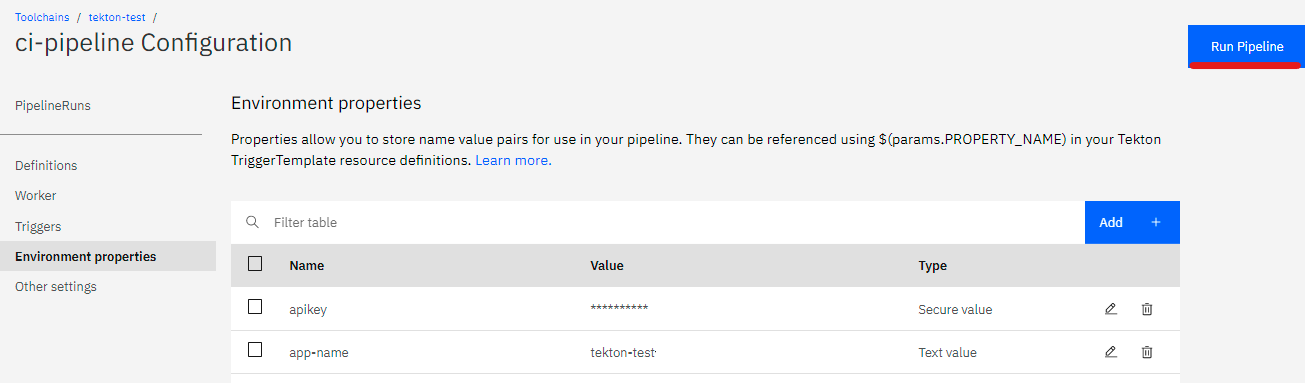 Toolchains / tekton-test /
ci-pipeline Configuration
Run Pipeline
PipelineRuns
Definitions
Worker
Triggers
Environment properties
Other settings
Environment properties
Properties allow you to store name value pairs for use in your pipeline. They can be referenced using $(params.PROPERTY_NAME) in your Tekton
TriggerTemplate resource definitions. Learn more.
Filter table
Add +
Name Value Type
apikey ********** Secure value
app-name tekton-test Text value